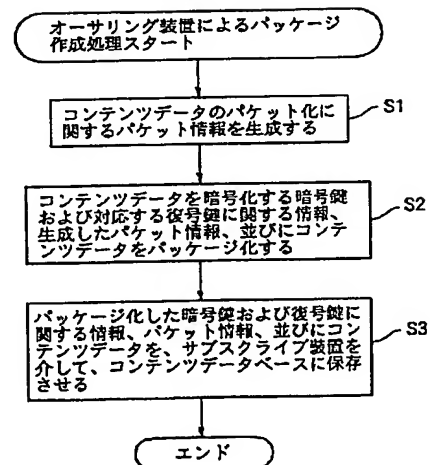 オーサリング装置によるパッケージ
作成処理スタート
コンテンツデータのパケット化に
関するパケット情報を生成する
S1
コンテンツデータを暗号化する暗号鍵
および対応する復号鍵に関する情報、
生成したパケット情報、並びにコンテ
ンツデータをパッケージ化する
S2
パッケージ化した暗号鍵および復号鍵に
関する情報、パケット情報、並びにコン
テンツデータを、サブスクライブ装置を
介して、コンテンツデータベースに保存
させる
S3
エンド